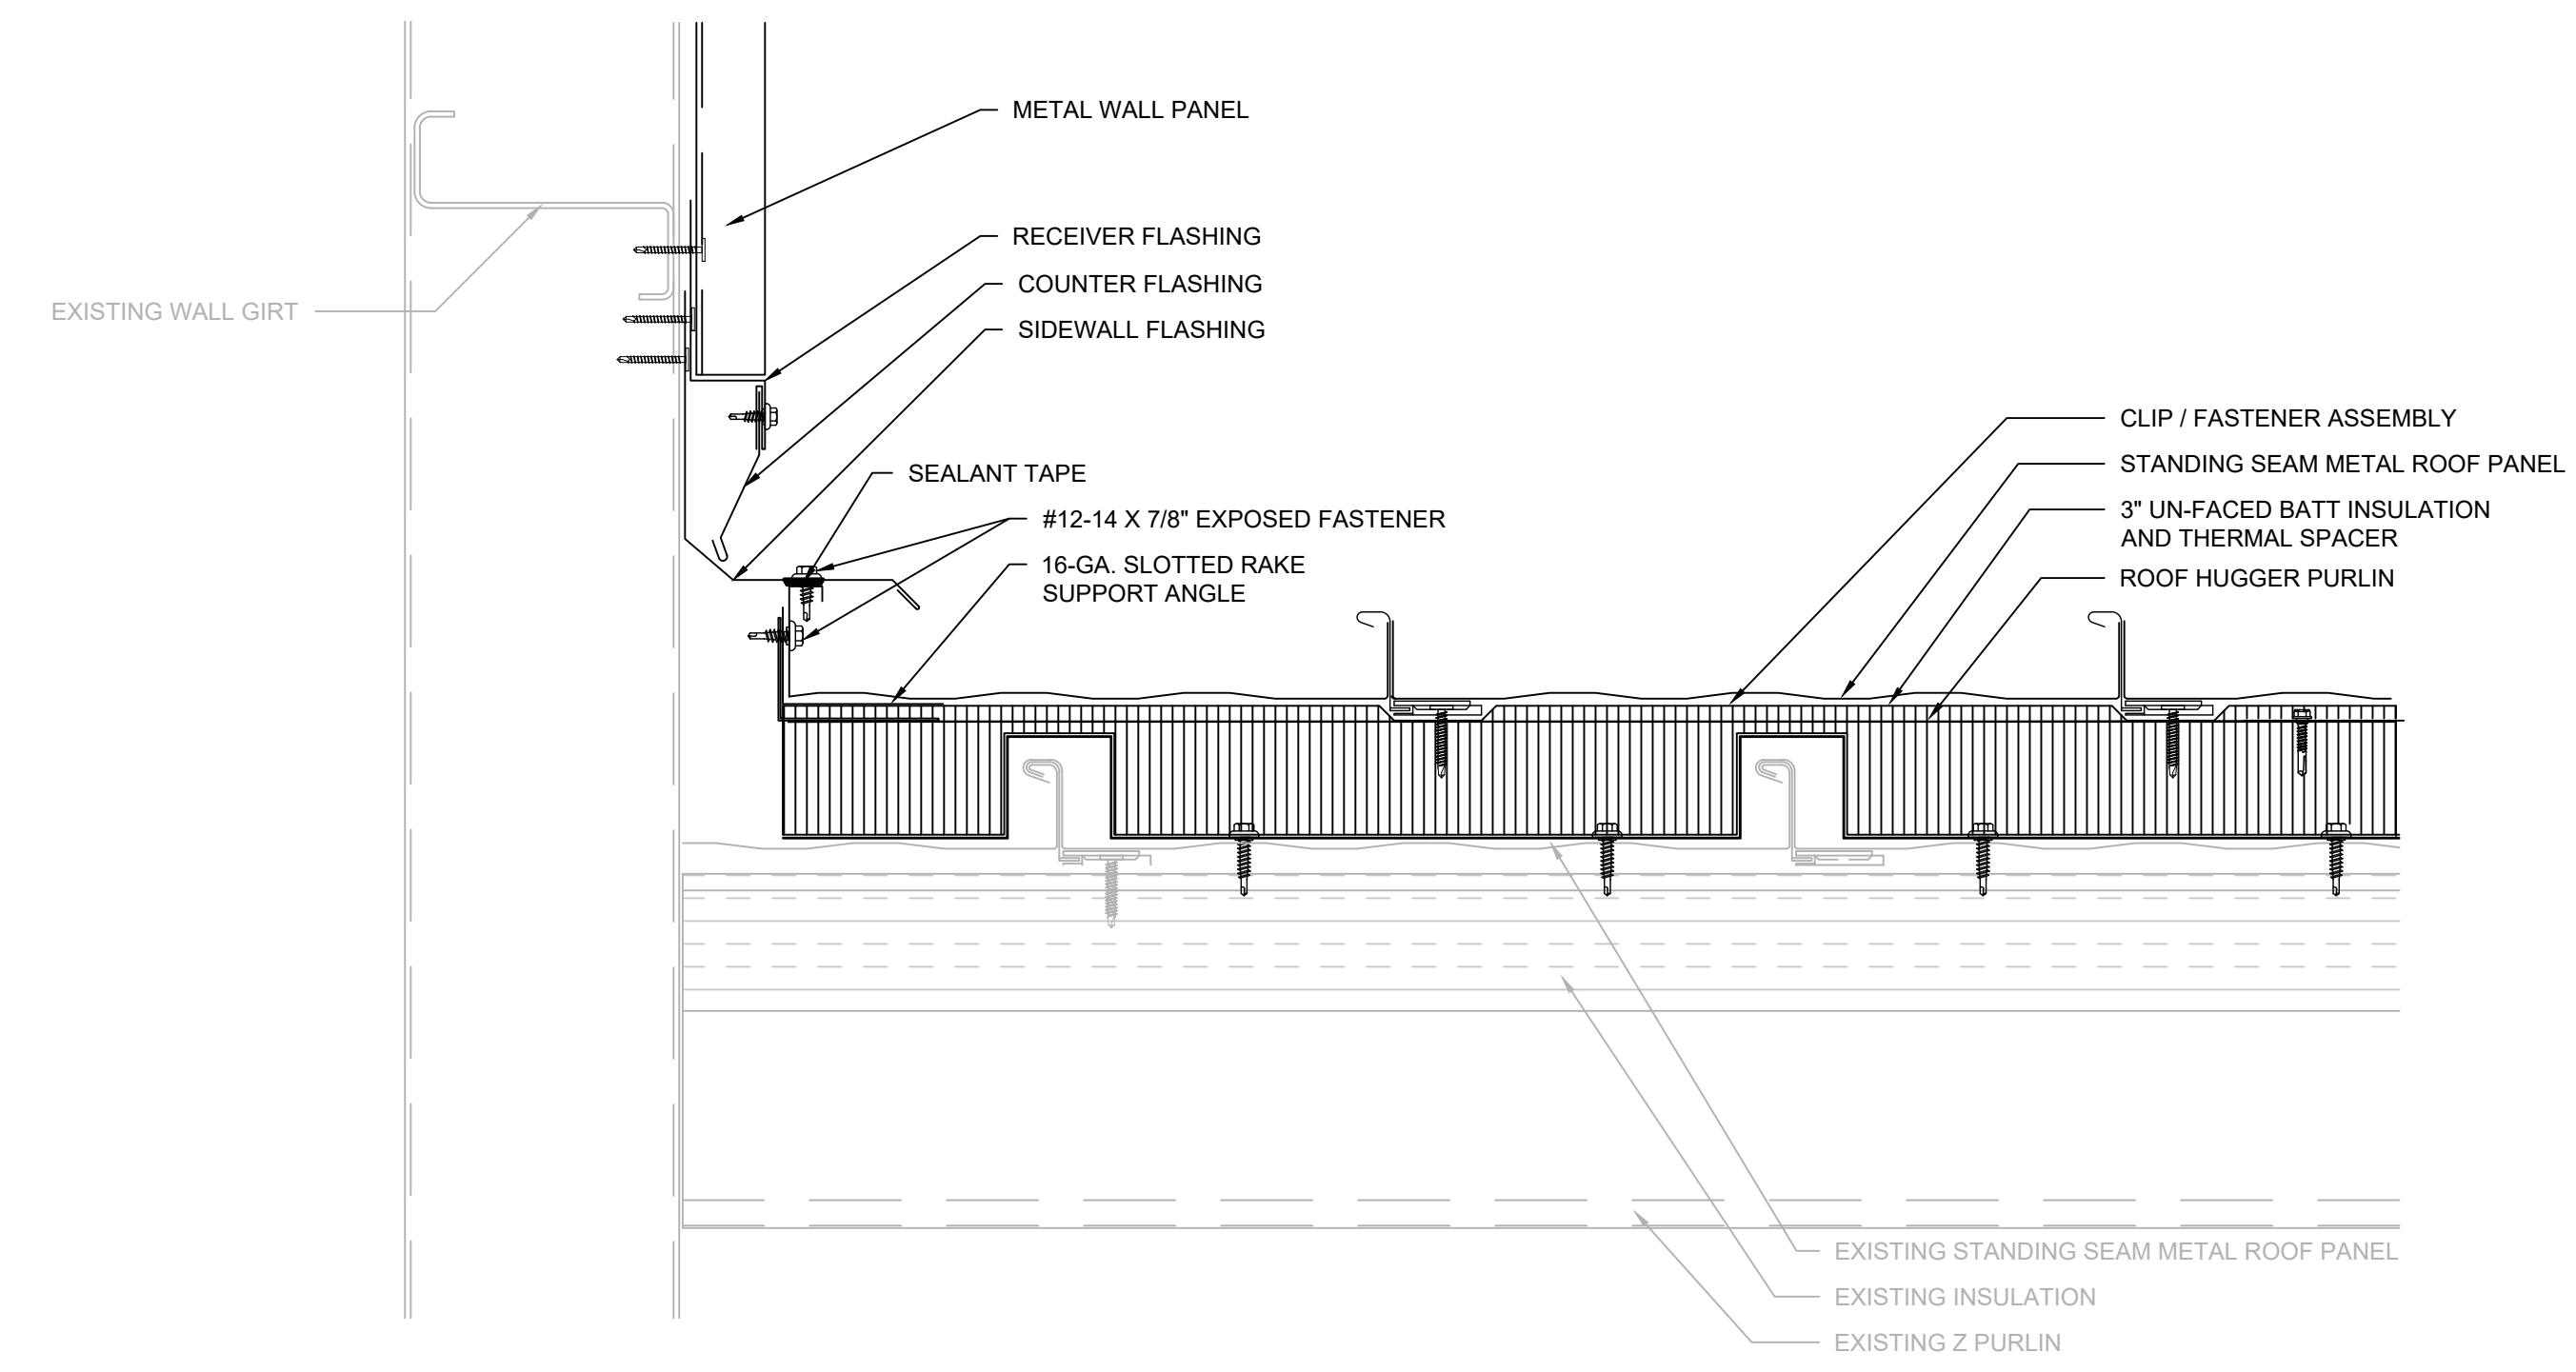 METAL WALL PANEL
RECEIVER FLASHING
COUNTER FLASHING
EXISTING WALL GIRT
SIDEWALL FLASHING
CLIP / FASTENER ASSEMBLY
STANDING SEAM METAL ROOF PANEL
SEALANT TAPE
3" UN-FACED BATT INSULATION
AND THERMAL SPACER
#12-14 X 7/8" EXPOSED FASTENER
16-GA. SLOTTED RAKE
SUPPORT ANGLE
ROOF HUGGER PURLIN
EXISTING STANDING SEAM METAL ROOF PANEL
EXISTING INSULATION
EXISTING Z PURLIN